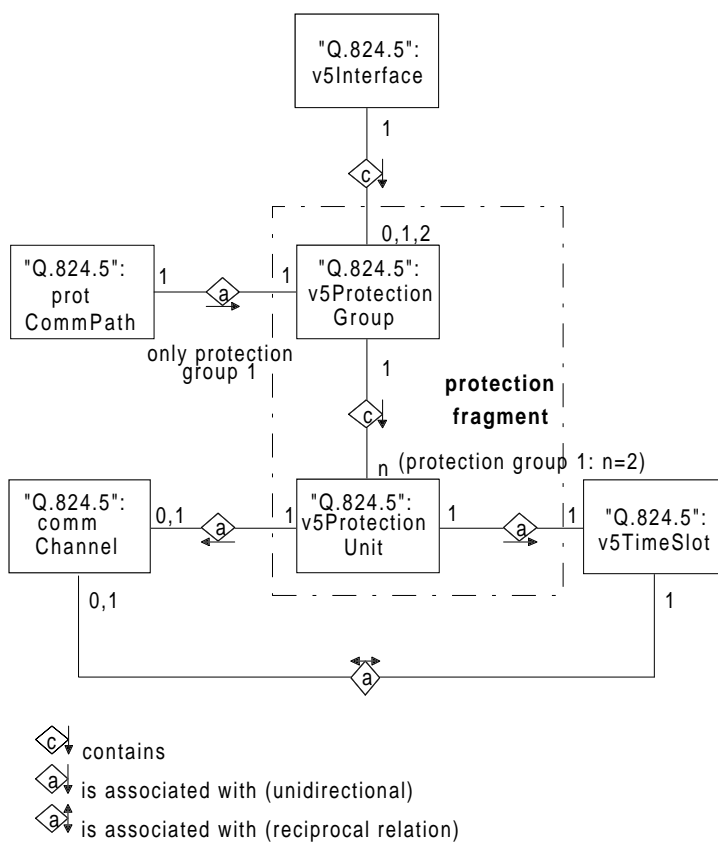 "Q.824.5":
v5Interface
1
c
0,1,2
"Q.824.5":
prot
CommPath
1
a
1
"Q.824.5":
v5Protection
Group
only protection
group 1
1
protection
fragment
c
n (protection group 1: n=2)
"Q.824.5":
comm
Channel
0,1
a
1
"Q.824.5":
v5Protection
Unit
1
a
1
"Q.824.5":
v5TimeSlot
0,1
1
a
c contains
a is associated with (unidirectional)
a is associated with (reciprocal relation)